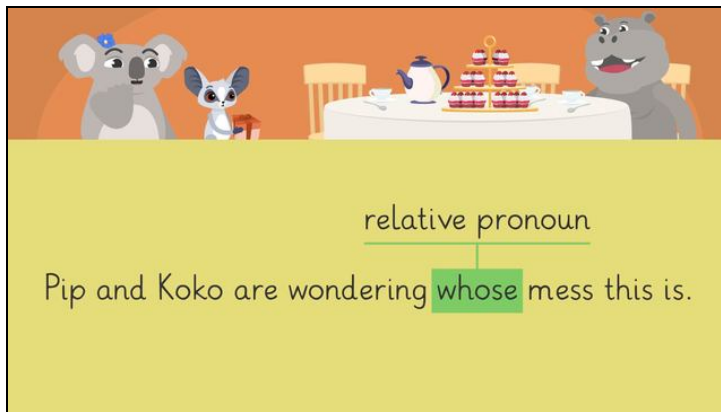 relative pronoun
Pip and Koko are wondering whose mess this is.